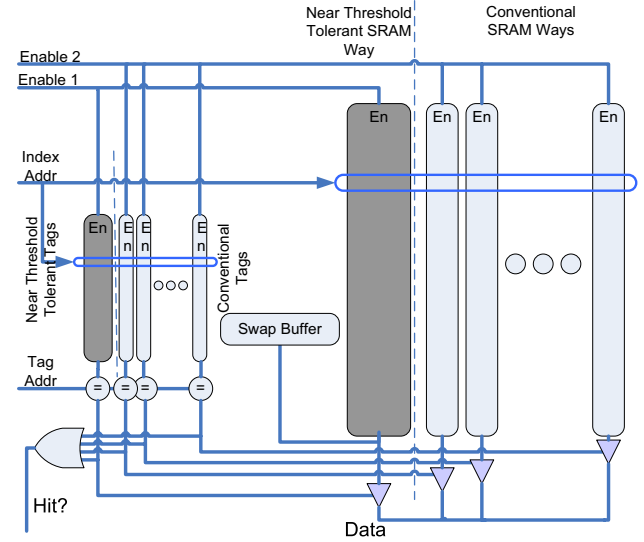 Near Threshold
Tolerant SRAM
Way
Conventional
SRAM Ways
Enable 2
Enable 1
En
En
En
En
Index
Addr
Near Threshold
Tolerant Tags
En
E
n
E
n
E
n
Conventional
Tags
Swap Buffer
Tag
Addr
=
=
=
=
Hit?
Data